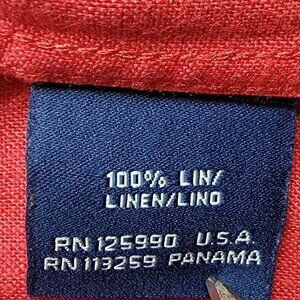 100% LIN/
LINEN/LINO
RN 125990 U.S.A.
RN 113259 PANAMA